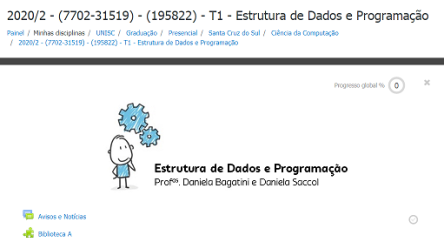 2020/2 - (7702-31519) - (195822) - T1 - Estrutura de Dados e Programação
Painel / Minhas disciplinas / UNISC / Graduação / Presencial / Santa Cruz do Sul / Ciência da Computação
/ 2020/2 - (7702-31519) - (195822) - T1 - Estrutura de Dados e Programação
Progresso global % 0
Estrutura de Dados e Programação
Profªs. Daniela Bagatini e Daniela Saccol
Avisos e Notícias
Biblioteca A